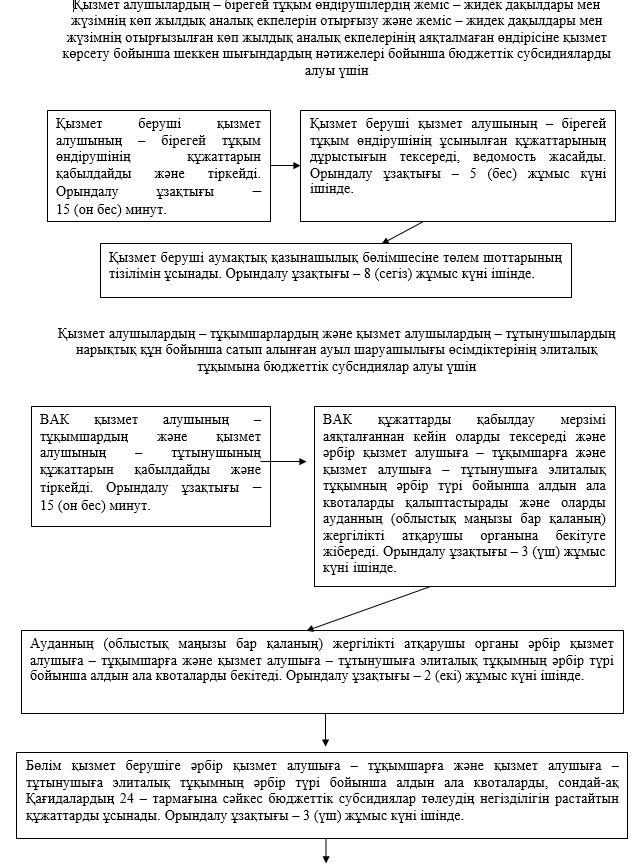 Қызмет алушылардың – бірегей тұқым өндірушілердің жеміс – жидек дақылдары мен
жүзімнің көп жылдық аналық екпелерін отырғызу және жеміс – жидек дақылдары мен
жүзімнің отырғызылған көп жылдық аналық екпелерінің аяқталмаған өндірісіне қызмет
көрсету бойынша шеккен шығындардың нәтижелері бойынша бюджеттік субсидияларды
алуы үшін
Қызмет беруші қызмет
алушының – бірегей тұқым
өндірушінің құжаттарын
қабылдайды және тіркейді.
Орындалу ұзақтығы –
15 (он бес) минут.
Қызмет беруші қызмет алушының – бірегей
тұқым өндірушінің ұсынылған құжаттарының
дұрыстығын тексереді, ведомость жасайды.
Орындалу ұзақтығы – 5 (бес) жұмыс күні
ішінде.
Қызмет беруші аумақтық қазынашылық бөлімшесіне төлем шоттарының
тізілімін ұсынады. Орындалу ұзақтығы – 8 (сегіз) жұмыс күні ішінде.
Қызмет алушылардың – тұқымшарлардың және қызмет алушылардың – тұтынушылардың
нарықтық құн бойынша сатып алынған ауыл шаруашылығы өсімдіктерінің элиталық
тұқымына бюджеттік субсидиялар алуы үшін
ВАК қызмет алушының –
тұқымшардың және қызмет
алушының – тұтынушының
құжаттарын қабылдайды және
тіркейді. Орындалу ұзақтығы –
15 (он бес) минут.
ВАК құжаттарды қабылдау мерзімі
аяқталғаннан кейін оларды тексереді және
әрбір қызмет алушыға – тұқымшарға және
қызмет алушыға – тұтынушыға элиталық
тұқымның әрбір түрі бойынша алдын ала
квоталарды қалыптастырады және оларды
ауданның (облыстық маңызы бар қаланың)
жергілікті атқарушы органына бекітуге
жібереді. Орындалу ұзақтығы – 3 (үш) жұмыс
күні ішінде.
Ауданның (облыстық маңызы бар қаланың) жергілікті атқарушы органы әрбір қызмет
алушыға – тұқымшарға және қызмет алушыға – тұтынушыға элиталық тұқымның әрбір түрі
бойынша алдын ала квоталарды бекітеді. Орындалу ұзақтығы – 2 (екі) жұмыс күні ішінде.
Бөлім қызмет берушіге әрбір қызмет алушыға – тұқымшарға және қызмет алушыға –
тұтынушыға элиталық тұқымның әрбір түрі бойынша алдын ала квоталарды, сондай-ақ
Қағидалардың 24 – тармағына сәйкес бюджеттік субсидиялар төлеудің негізділігін растайтын
құжаттарды ұсынады. Орындалу ұзақтығы – 3 (үш) жұмыс күні ішінде.